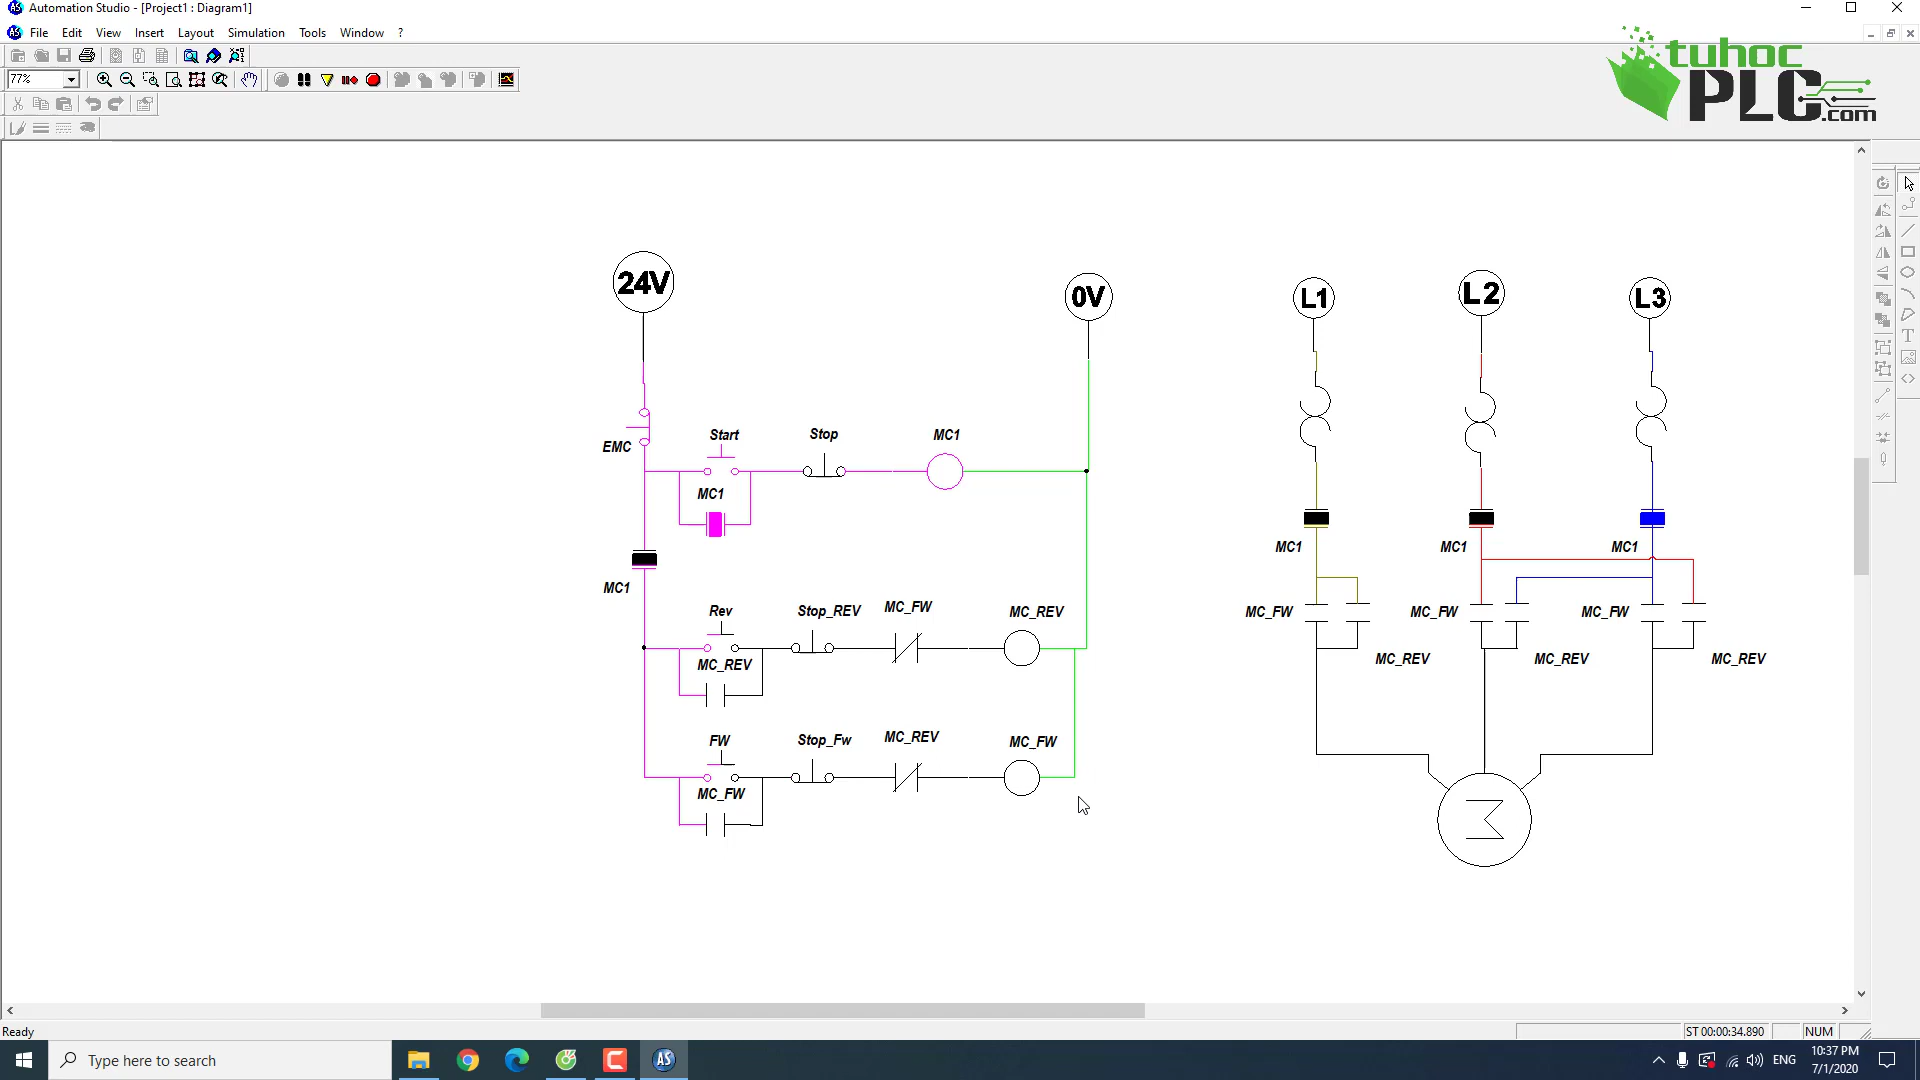 Automation Studio - [Project1 : Diagram1]
File Edit View Insert Layout Simulation Tools Window ?
77%
tuhoc
PLC.com
24V
0V
L1
L2
L3
EMC
Start
Stop
MC1
MC1
MC1
MC1
MC1
MC1
Rev
Stop_REV
MC_FW
MC_REV
MC_FW
MC_FW
MC_FW
MC_REV
MC_REV
MC_REV
MC_REV
FW
Stop_Fw
MC_REV
MC_FW
MC_FW
Ready
ST 00:00:34.890
NUM
Type here to search
AS
ENG
10:37 PM
7/1/2020